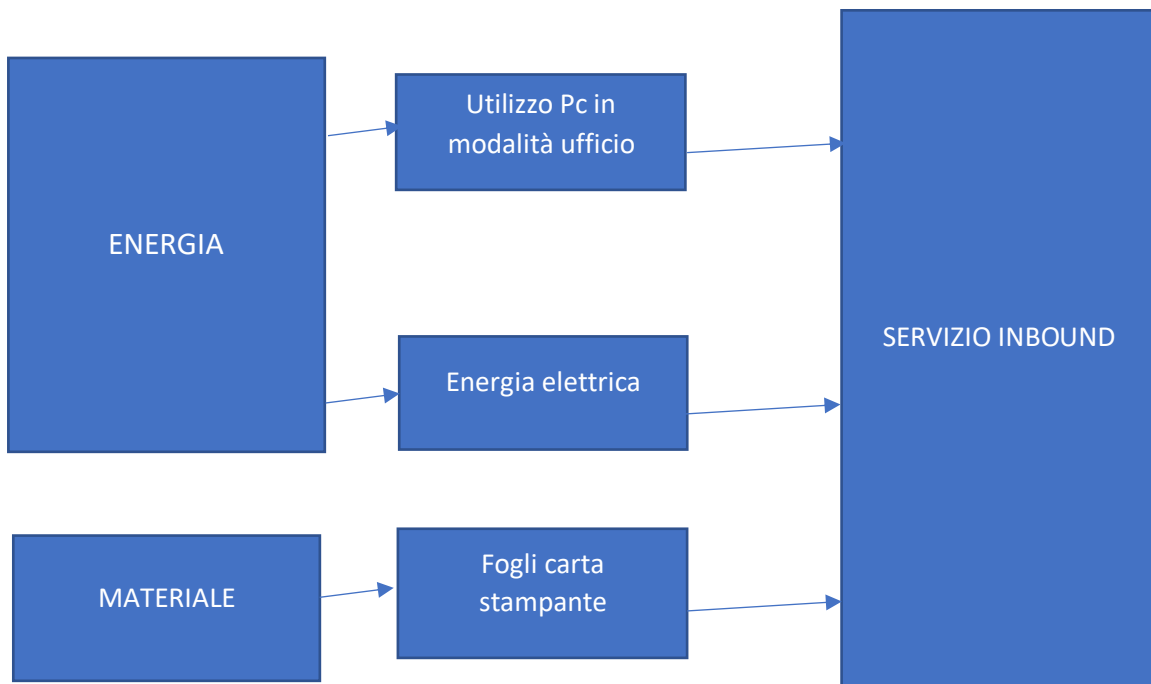 ENERGIA
Utilizzo Pc in
modalità ufficio
Energia elettrica
MATERIALE
Fogli carta
stampante
SERVIZIO INBOUND